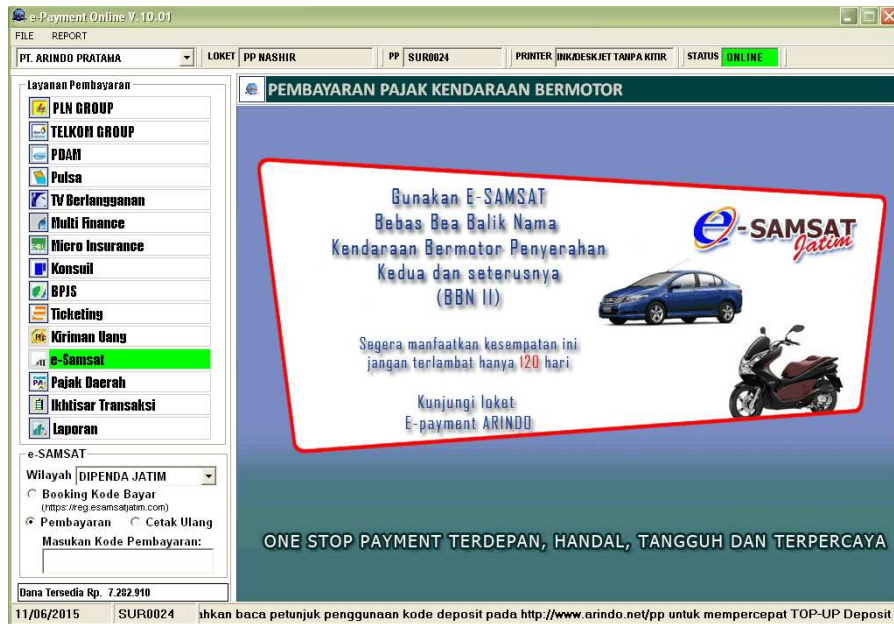 e-Payment Online V.10.01
FILE REPORT
PT. ARINDO PRATAMA LOKET PP NASHIR PP SUR0024 PRINTER INK/DESKJET TANPA KITIR STATUS ONLINE
Layanan Pembayaran
PLN GROUP
TELKOM GROUP
PDAM
Pulsa
TV Berlangganan
Multi Finance
Micro Insurance
Konsuil
BPJS
Ticketing
Kiriman Uang
e-Samsat
Pajak Daerah
Ikhtisar Transaksi
Laporan
e-SAMSAT
Wilayah DIPENDA JATIM
Booking Kode Bayar
(https://reg.esamsatjatim.com)
Pembayaran Cetak Ulang
Masukan Kode Pembayaran:
Dana Tersedia Rp. 7.282.910
PEMBAYARAN PAJAK KENDARAAN BERMOTOR
Gunakan E-SAMSAT
Bebas Bea Balik Nama
Kendaraan Bermotor Penyerahan
Kedua dan seterusnya
(BBN II)
Segera manfaatkan kesempatan ini
jangan terlambat hanya 120 hari
Kunjungi loket
E-payment ARINDO
e-SAMSAT
Jatim
ONE STOP PAYMENT TERDEPAN, HANDAL, TANGGUH DAN TERPERCAYA
11/06/2015 SUR0024 ahkan baca petunjuk penggunaan kode deposit pada http://www.arindo.net/pp untuk mempercepat TOP-UP Deposit